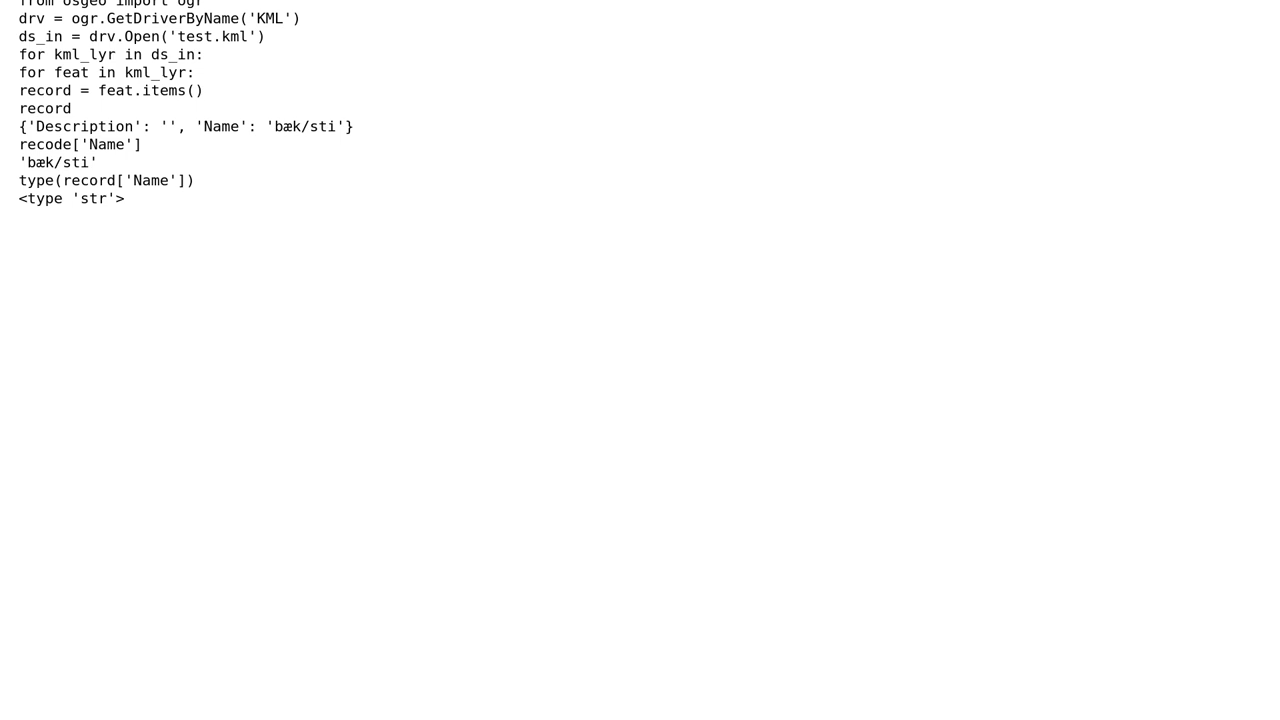 from osgeo import ogr
drv = ogr.GetDriverByName('KML')
ds_in = drv.Open('test.kml')
for kml_lyr in ds_in:
for feat in kml_lyr:
record = feat.items()
record
{'Description': '', 'Name': 'bæk/sti'}
recode['Name']
'bæk/sti'
type(record['Name'])
<type 'str'>